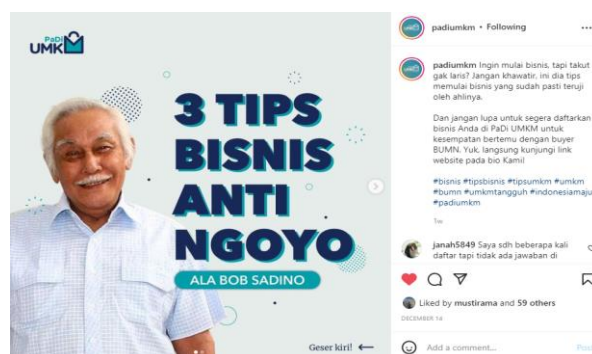 PaDi
UMKM
3 TIPS
BISNIS
ANTI
NGOYO
ALA BOB SADINO
Geser kiri!
padiumkm • Following
padiumkm Ingin mulai bisnis, tapi takut
gak laris? Jangan khawatir, ini dia tips
memulai bisnis yang sudah pasti teruji
oleh ahlinya.
Dan jangan lupa untuk segera daftarkan
bisnis Anda di PaDi UMKM untuk
kesempatan bertemu dengan buyer
BUMN. Yuk, langsung kunjungi link
website pada bio Kami!
#bisnis #tipsbisnis #tipsumkm #umkm
#bumn #umkmtangguh #indonesiamaju
#padiumkm
1w
janah5849 Saya sdh beberapa kali
daftar tapi tidak ada jawaban di
Liked by mustirama and 59 others
DECEMBER 14
Add a comment...
Post